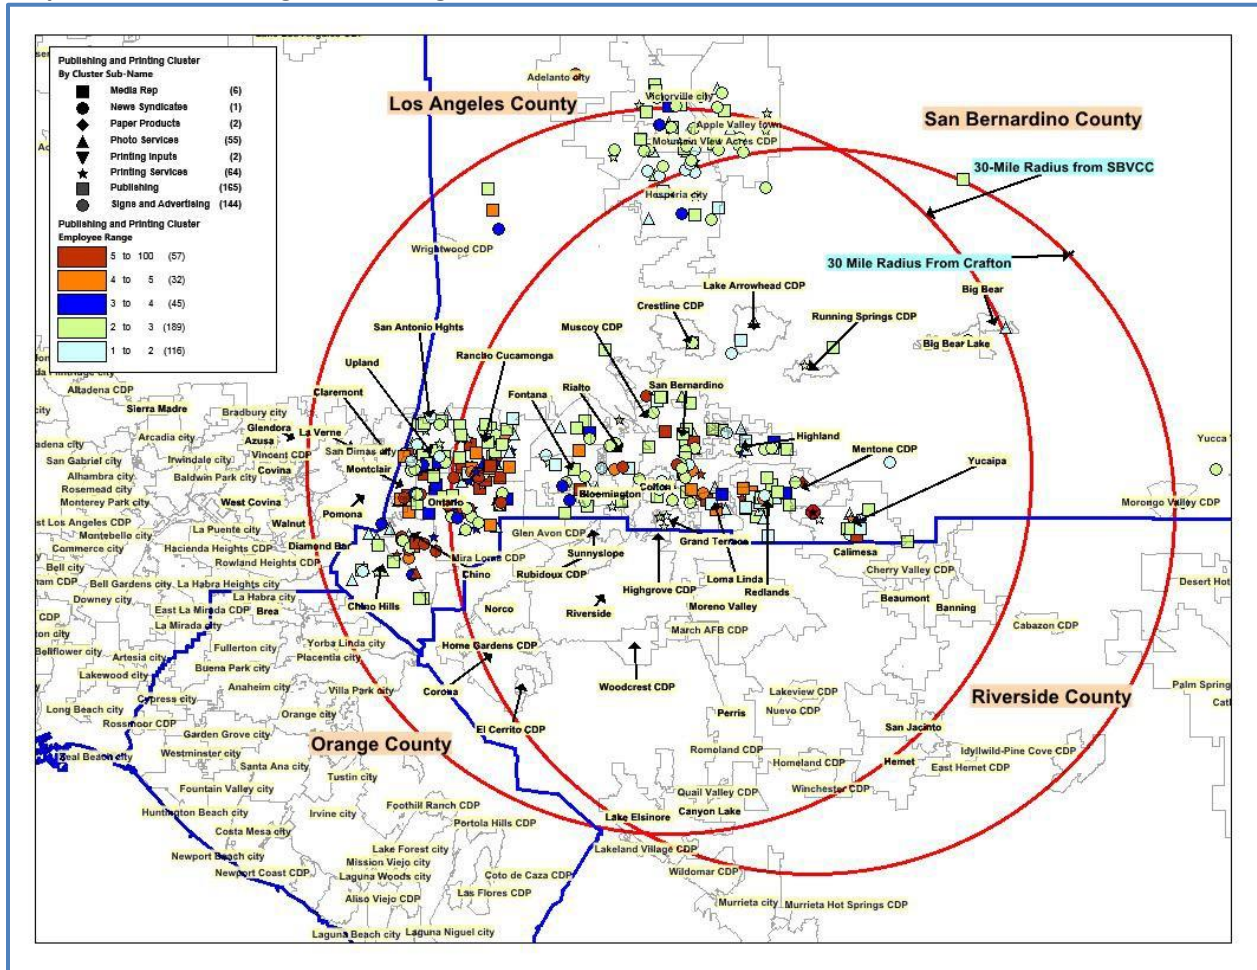 Publishing and Printing Cluster
By Cluster Sub-Name
Media Rep (6)
News Syndicates (1)
Paper Products (2)
Photo Services (55)
Printing Inputs (2)
Printing Services (64)
Publishing (165)
Signs and Advertising (144)
Publishing and Printing Cluster
Employee Range
5 to 100 (57)
4 to 5 (32)
3 to 4 (45)
2 to 3 (189)
1 to 2 (116)
Adelanto city
Los Angeles County
Victorville city
San Bernardino County
Apple Valley town
Mountain View Acres CDP
30-Mile Radius from SBVCC
Hesperia city
Wrightwood CDP
30 Mile Radius From Crafton
Lake Arrowhead CDP
Big Bear
Crestline CDP
Running Springs CDP
San Antonio Hghts
Muscoy CDP
Big Bear Lake
Upland
Rancho Cucamonga
Claremont
Fontana
Rialto
San Bernardino
Altadena CDP
Sierra Madre
Bradbury city
Glendora
La Verne
Highland
Arcadia city
Azusa
San Dimas city
Vincent CDP
Mentone CDP
San Gabriel city
Irwindale city
Covina
Montclair
Yucaipa
Alhambra city
Baldwin Park city
Rosemead city
Colton
Bloomington
Monterey Park city
West Covina
Ontario
Morongo Valley CDP
Pomona
st Los Angeles CDP
Walnut
Montebello city
La Puente city
Glen Avon CDP
Grand Terrace
Commerce city
Hacienda Heights CDP
Diamond Bar
Sunnyslope
Calimesa
Bell city
Rowland Heights CDP
Mira Loma CDP
Cherry Valley CDP
Chino
Rubidoux CDP
Loma Linda
Desert Hot
Bell Gardens city
La Habra Heights city
Highgrove CDP
Redlands
Downey city
La Habra city
Beaumont
East La Mirada CDP
Brea
Chino Hills
Norco
Riverside
Moreno Valley
Banning
La Mirada city
March AFB CDP
Cabazon CDP
Bellflower city
Fullerton city
Yorba Linda city
Home Gardens CDP
Artesia city
Placentia city
Lakewood city
Buena Park city
Anaheim city
Villa Park city
Corona
Woodcrest CDP
Palm Spring
Cypress city
Lakeview CDP
Riverside County
Long Beach city
Orange city
Nuevo CDP
Rossmoor CDP
Perris
Garden Grove city
El Cerrito CDP
San Jacinto
Orange County
Westminster city
Romoland CDP
Idyllwild-Pine Cove CDP
Seal Beach city
Santa Ana city
Homeland CDP
Hemet
East Hemet CDP
Tustin city
Fountain Valley city
Quail Valley CDP
Winchester CDP
Foothill Ranch CDP
Huntington Beach city
Irvine city
Lake Elsinore
Canyon Lake
Portola Hills CDP
Costa Mesa city
Lake Forest city
Lakeland Village CDP
Newport Beach city
Mission Viejo city
Newport Coast CDP
Laguna Woods city
Coto de Caza CDP
Wildomar CDP
Aliso Viejo CDP
Las Flores CDP
Murrieta city
Murrieta Hot Springs CDP
Laguna Beach city
Laguna Niguel city